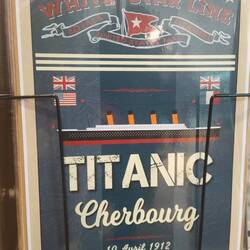 WHITE STAR LINE
TITANIC
Cherbourg
10 Avril 1912